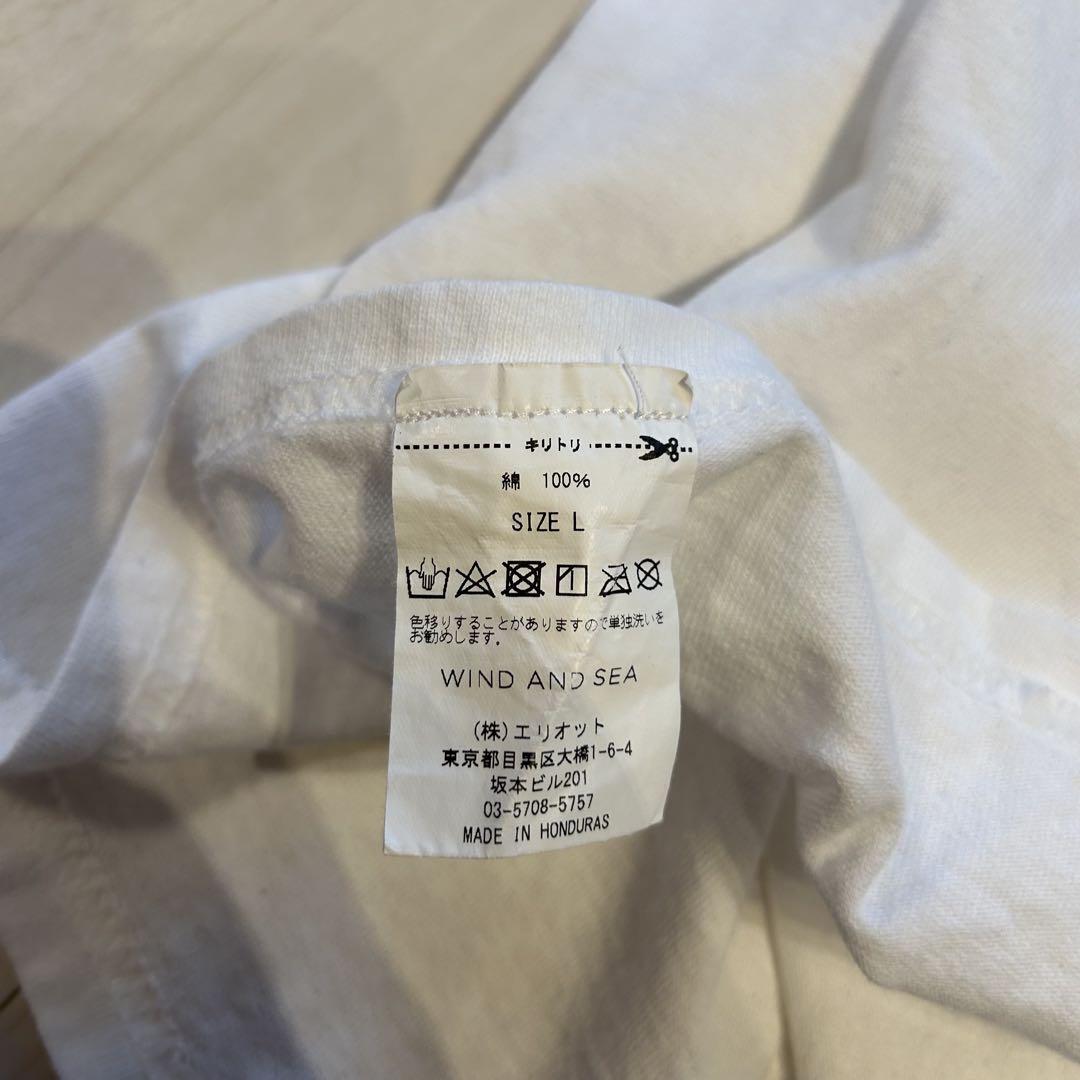 キリトリ
綿 100%
SIZE L
色移りすることがありますので単独洗いを
お勧めします。
WIND AND SEA
(株)エリオット
東京都目黒区大橋1-6-4
坂本ビル201
03-5708-5757
MADE IN HONDURAS